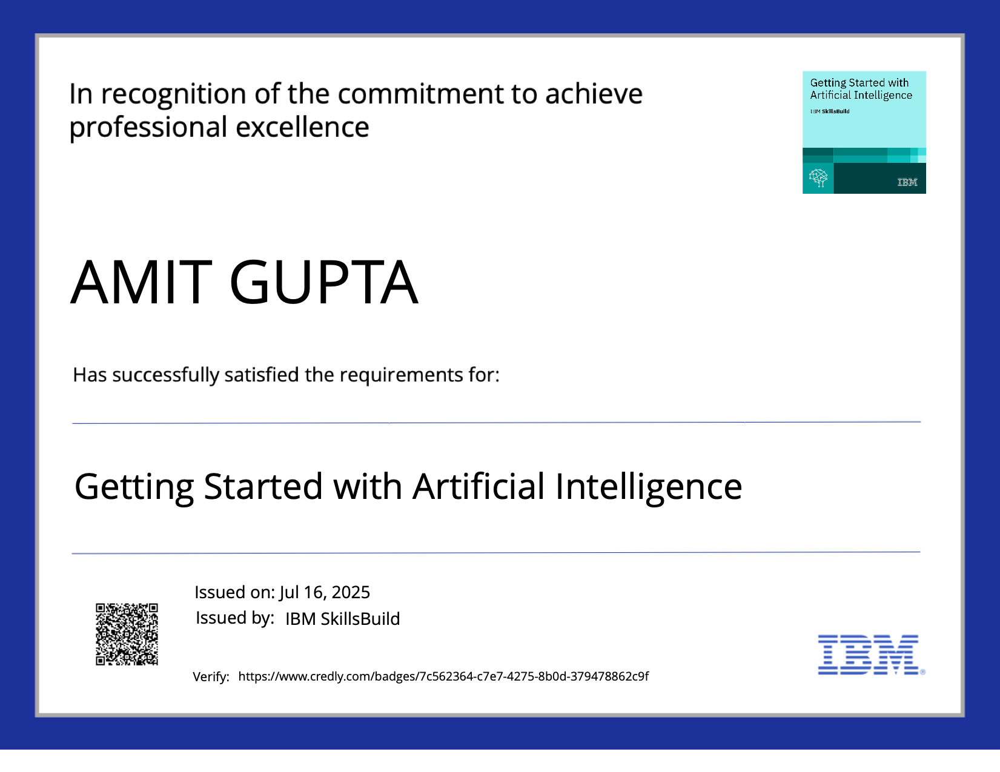 In recognition of the commitment to achieve
professional excellence
Getting Started with
Artificial Intelligence
IBM SkillsBuild
IBM
AMIT GUPTA
Has successfully satisfied the requirements for:
Getting Started with Artificial Intelligence
Issued on: Jul 16, 2025
Issued by: IBM SkillsBuild
Verify: https://www.credly.com/badges/7c562364-c7e7-4275-8b0d-379478862c9f
IBM®